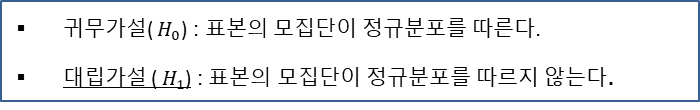 ▪ 귀무가설(H₀) : 표본의 모집단이 정규분포를 따른다.
▪ 대립가설 (H₁) : 표본의 모집단이 정규분포를 따르지 않는다.